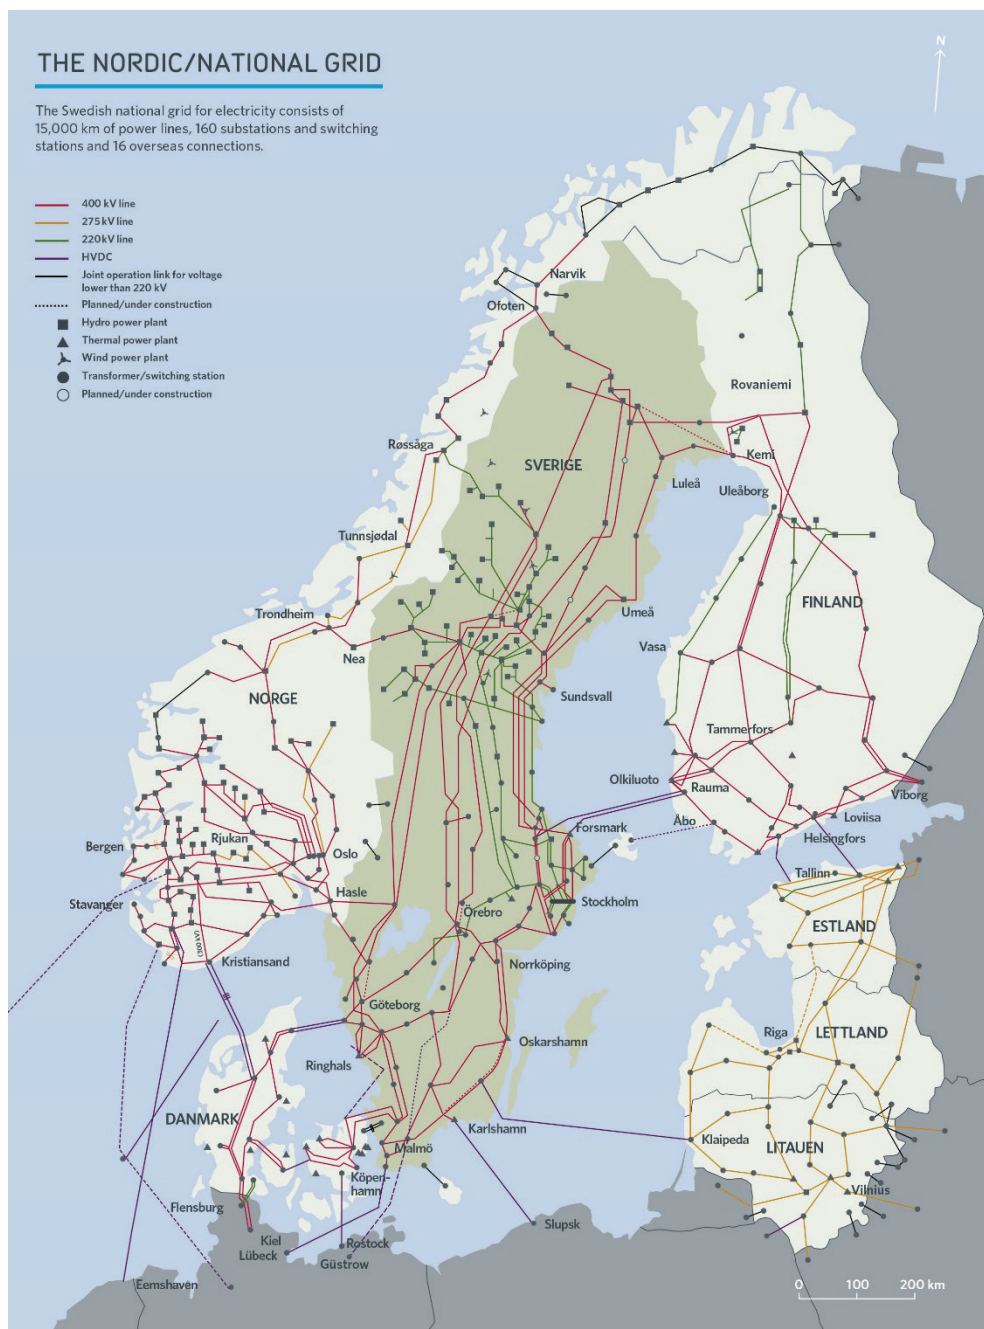 THE NORDIC/NATIONAL GRID
The Swedish national grid for electricity consists of
15,000 km of power lines, 160 substations and switching
stations and 16 overseas connections.
400 kV line
275 kV line
220 kV line
HVDC
Joint operation link for voltage
lower than 220 kV
Planned/under construction
Hydro power plant
Thermal power plant
Wind power plant
Transformer/switching station
Planned/under construction
N
Narvik
Ofoten
Rovaniemi
Røssåga
SVERIGE
Kemi
Luleå
Uleåborg
Tunnsjødal
Trondheim
FINLAND
Umeå
Nea
Vasa
NORGE
Sundsvall
Tammerfors
Olkiluoto
Rauma
Viborg
Lovisa
Åbo
Helsingfors
Forsmark
Bergen
Rjukan
Oslo
Tallinn
Hasle
Stavanger
Örebro
Stockholm
ESTLAND
(300 kV)
Kristiansand
Norrköping
Göteborg
Riga
LETTLAND
Oskarshamn
Ringhals
DANMARK
Karlshamn
Malmö
Klaipeda
LITAUEN
Köpen-
hamn
Vilnius
Flensburg
Kiel
Lübeck
Rostock
Güstrow
Slupsk
Eemshaven
0 100 200 km